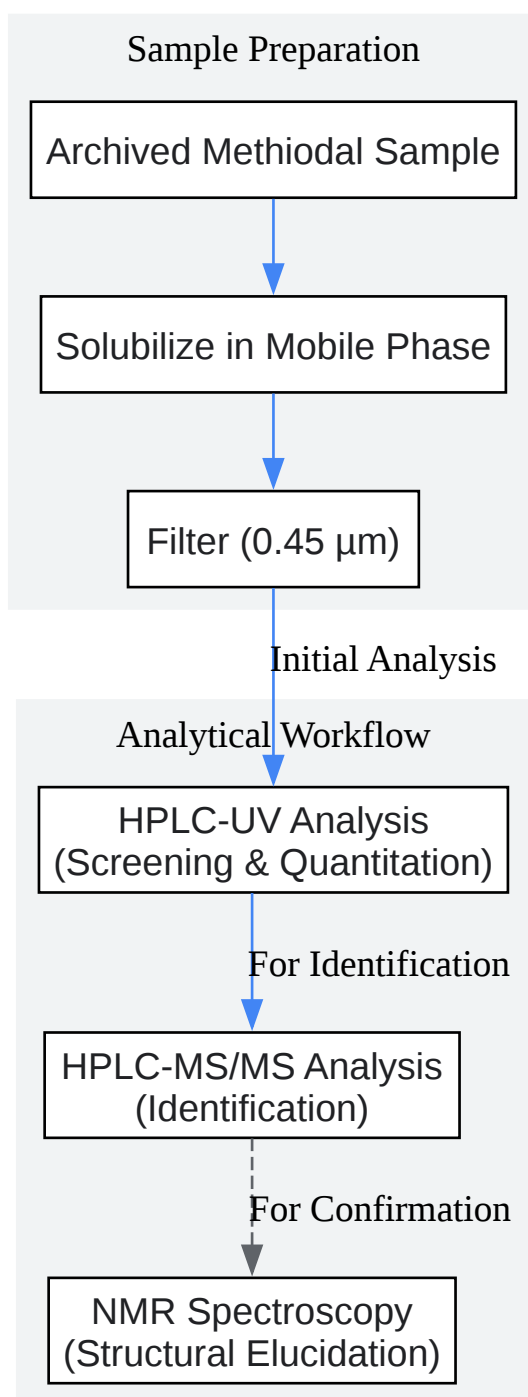 Sample Preparation
Archived Methiodal Sample
Solubilize in Mobile Phase
Filter (0.45 µm)
Initial Analysis
Analytical Workflow
HPLC-UV Analysis
(Screening & Quantitation)
For Identification
HPLC-MS/MS Analysis
(Identification)
For Confirmation
NMR Spectroscopy
(Structural Elucidation)